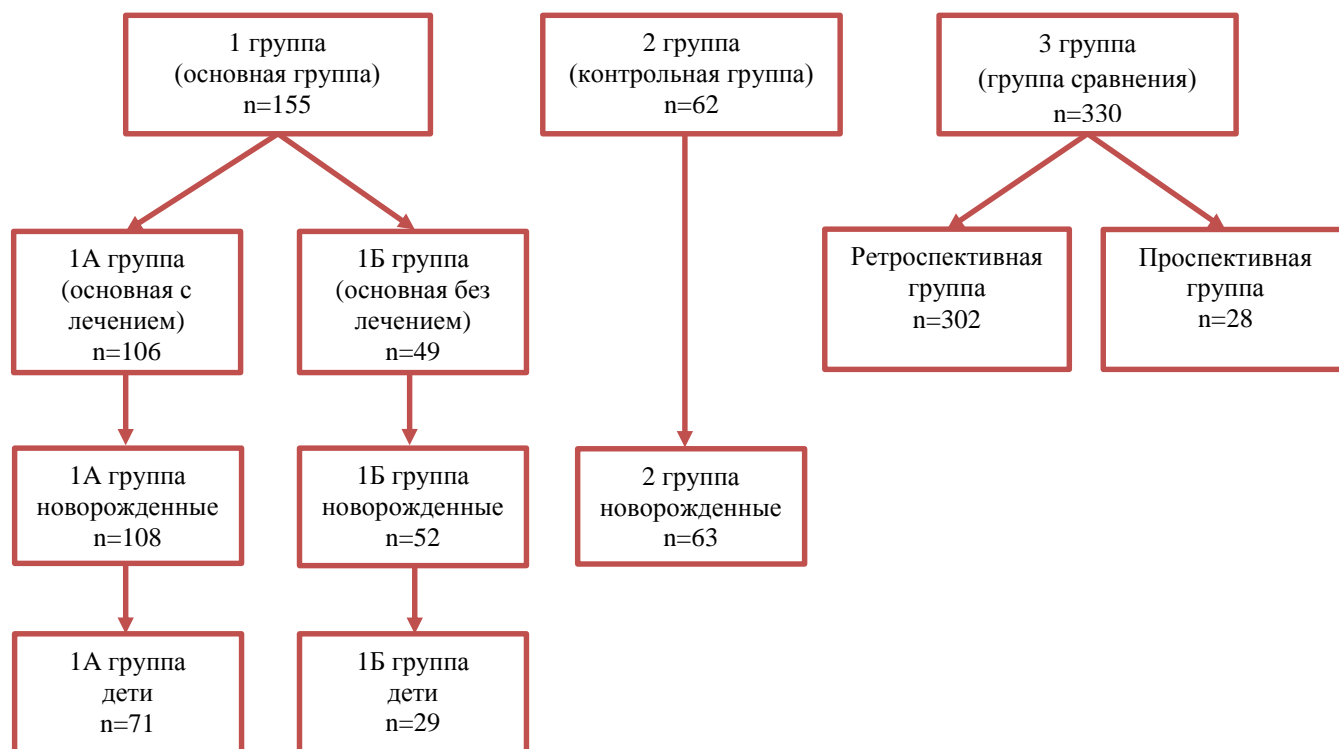 1 группа
(основная группа)
n=155
2 группа
(контрольная группа)
n=62
3 группа
(группа сравнения)
n=330
1А группа
(основная с
лечением)
n=106
1Б группа
(основная без
лечением)
n=49
Ретроспективная
группа
n=302
Проспективная
группа
n=28
1А группа
новорожденные
n=108
1Б группа
новорожденные
n=52
2 группа
новорожденные
n=63
1А группа
дети
n=71
1Б группа
дети
n=29